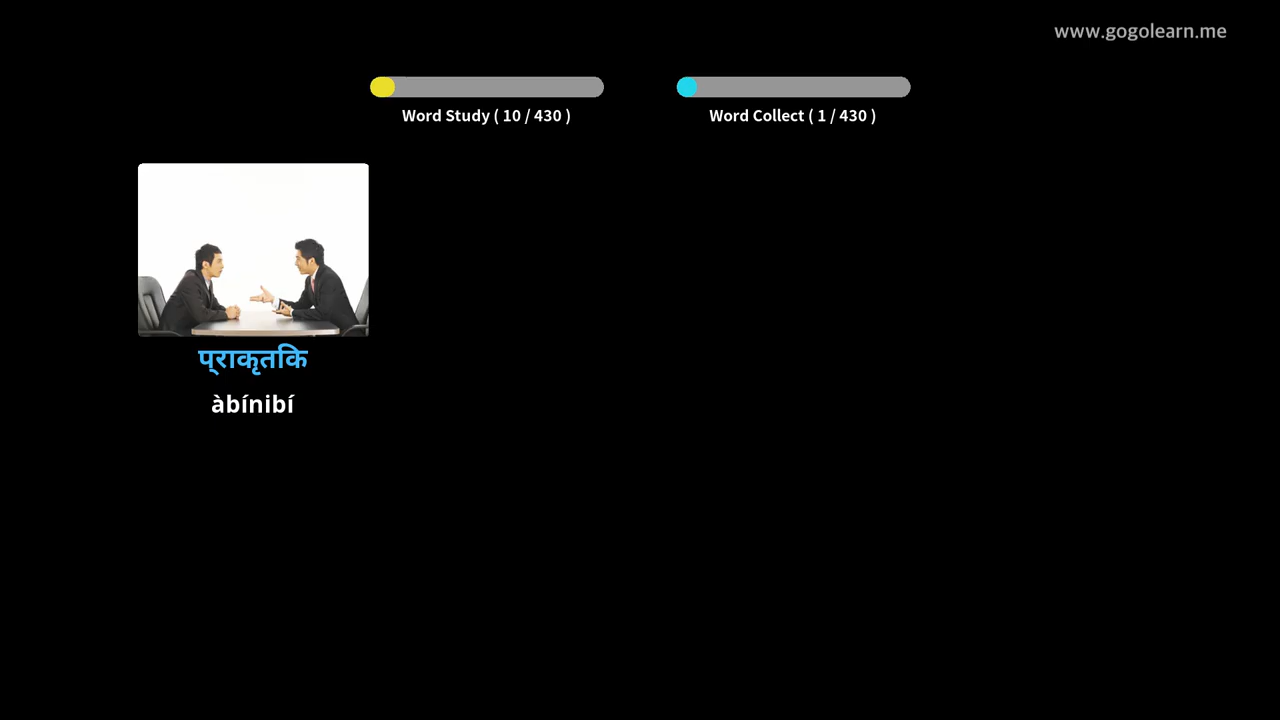 www.gogolearn.me
Word Study ( 10 / 430 )
Word Collect ( 1 / 430 )
प्राकृतकि
àbínibí